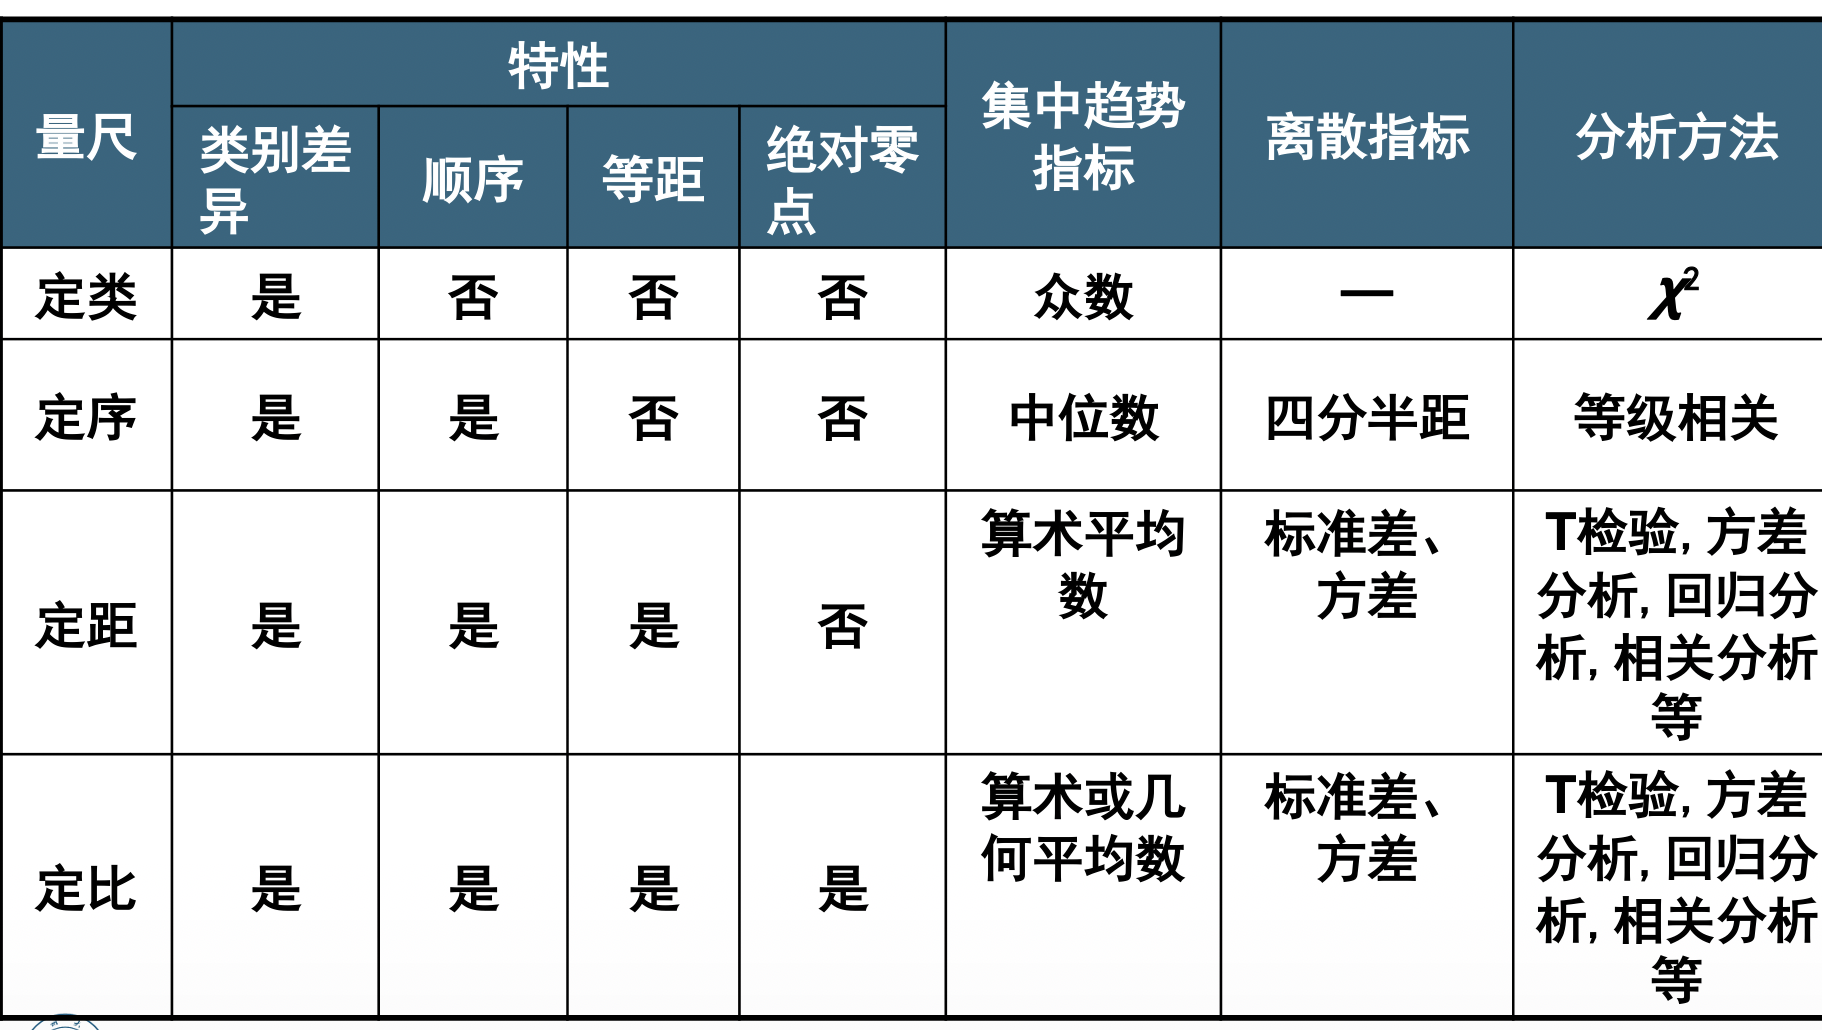 量尺
特性
集中趋势
指标
离散指标
分析方法
类别差
异
顺序
等距
绝对零
点
定类
是
否
否
否
众数
—
χ²
定序
是
是
否
否
中位数
四分半距
等级相关
定距
是
是
是
否
算术平均
数
标准差、
方差
T检验, 方差
分析, 回归分
析, 相关分析
等
定比
是
是
是
是
算术或几
何平均数
标准差、
方差
T检验, 方差
分析, 回归分
析, 相关分析
等